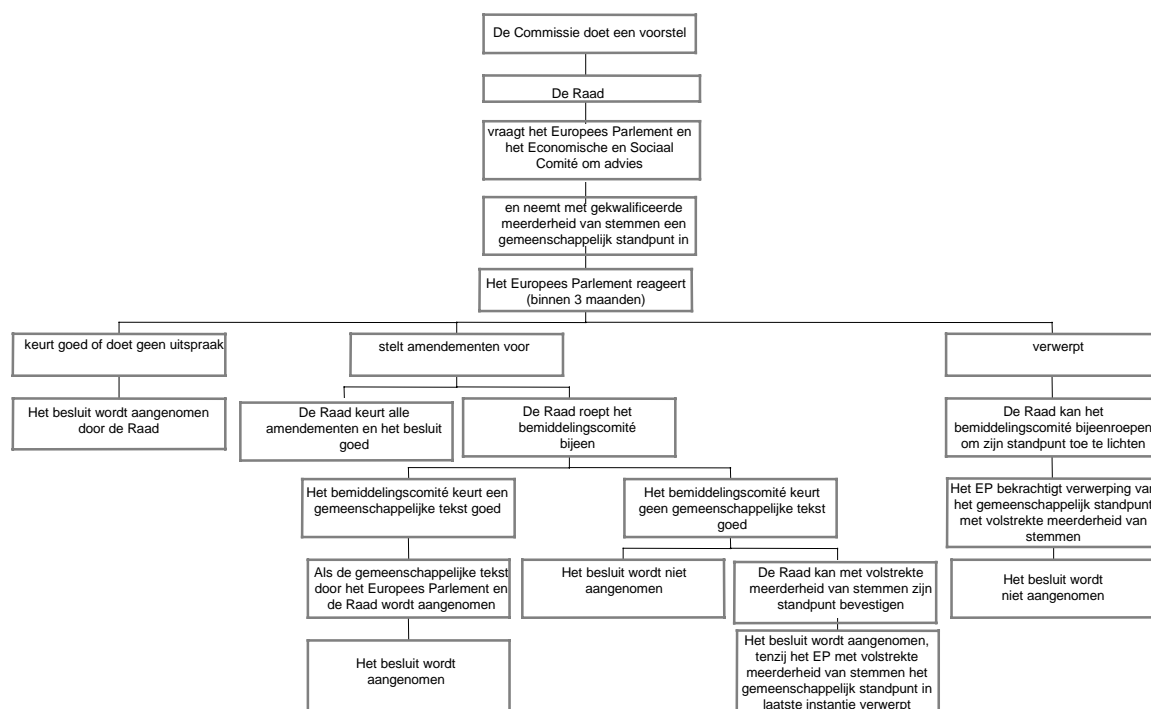 De Commissie doet een voorstel
De Raad
vraagt het Europees Parlement en
het Economische en Sociaal
Comité om advies
en neemt met gekwalificeerde
meerderheid van stemmen een
gemeenschappelijk standpunt in
Het Europees Parlement reageert
(binnen 3 maanden)
keurt goed of doet geen uitspraak
stelt amendementen voor
verwerpt
Het besluit wordt aangenomen
door de Raad
De Raad keurt alle
amendementen en het besluit
goed
De Raad roept het
bemiddelingscomité
bijeen
De Raad kan het
bemiddelingscomité bijeenroepen
om zijn standpunt toe te lichten
Het bemiddelingscomité keurt een
gemeenschappelijke tekst goed
Het bemiddelingscomité keurt
geen gemeenschappelijke tekst
goed
Het EP bekrachtigt verwerping van
het gemeenschappelijk standpunt
met volstrekte meerderheid van
stemmen
Als de gemeenschappelijke tekst
door het Europees Parlement en
de Raad wordt aangenomen
Het besluit wordt niet
aangenomen
De Raad kan met volstrekte
meerderheid van stemmen zijn
standpunt bevestigen
Het besluit wordt
niet aangenomen
Het besluit wordt
aangenomen
Het besluit wordt aangenomen,
tenzij het EP met volstrekte
meerderheid van stemmen het
gemeenschappelijk standpunt in
laatste instantie verwerpt